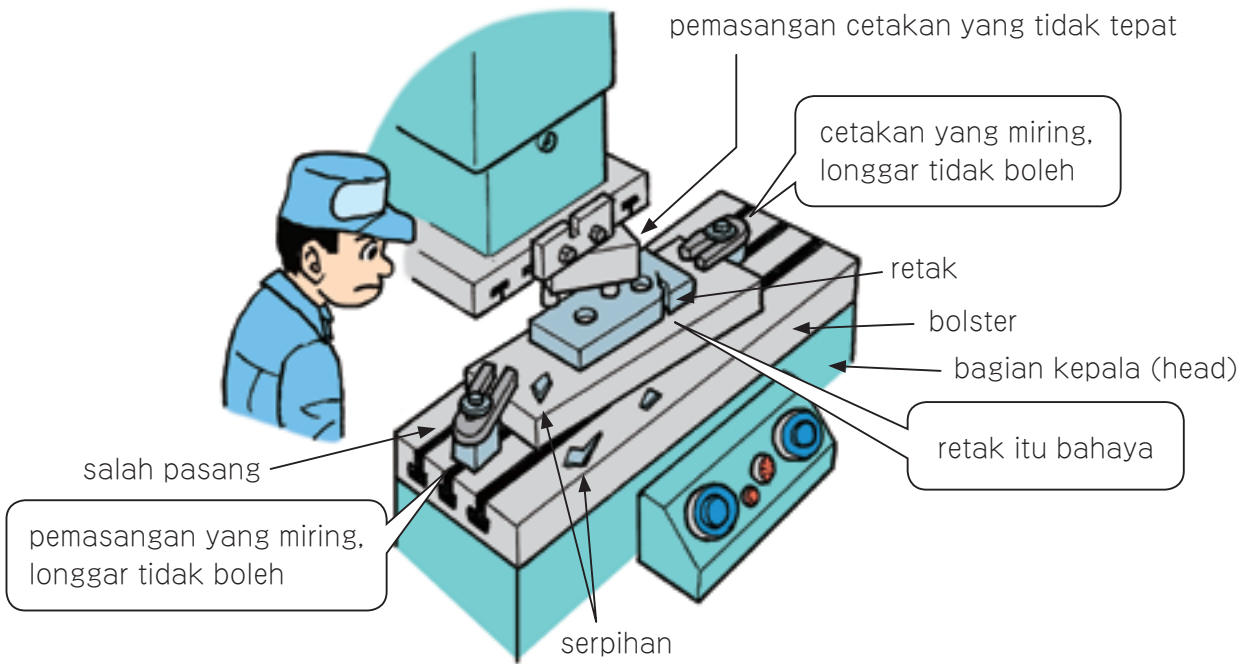 pemasangan cetakan yang tidak tepat
cetakan yang miring,
longgar tidak boleh
retak
bolster
bagian kepala (head)
retak itu bahaya
salah pasang
pemasangan yang miring,
longgar tidak boleh
serpihan